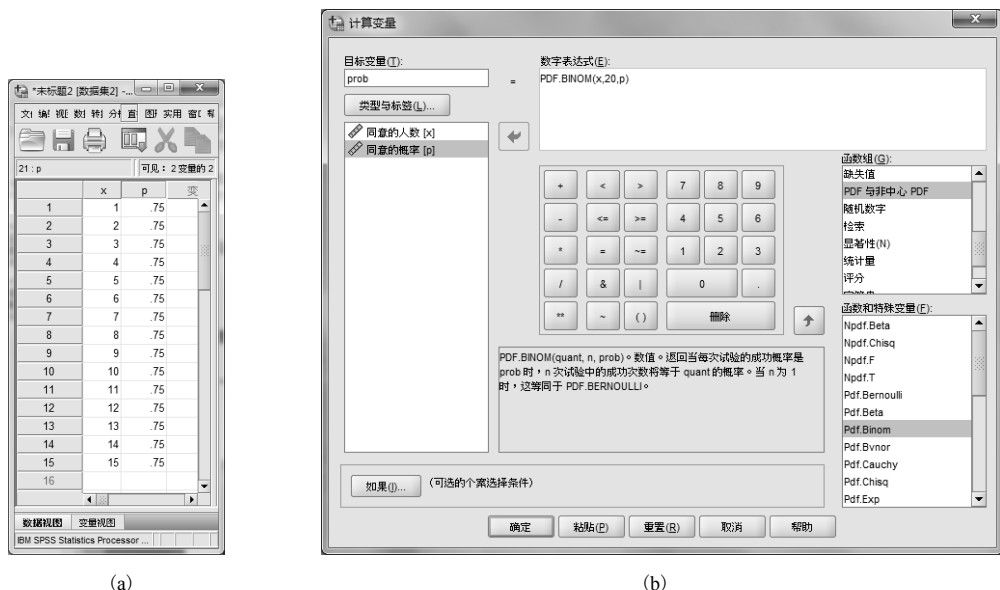 *未标题2 [数据集2] -...
文( 编! 视图 数( 转] 分析 直 图形 实用 窗( 帮
21 : p 可见： 2 变量的 2
x p 变
1 1 .75
2 2 .75
3 3 .75
4 4 .75
5 5 .75
6 6 .75
7 7 .75
8 8 .75
9 9 .75
10 10 .75
11 11 .75
12 12 .75
13 13 .75
14 14 .75
15 15 .75
16
数据视图 变量视图
IBM SPSS Statistics Processor ...
(a)
计算变量
目标变量(T):
prob
=
类型与标签(L)...
同意的人数 [x]
同意的概率 [p]
数字表达式(E):
PDF.BINOM(x,20,p)
+ < > 7 8 9
- <= >= 4 5 6
* = ~= 1 2 3
/ & | 0 .
** ~ ( ) 删除
函数组(G):
缺失值
PDF 与非中心 PDF
随机数字
检索
显著性(N)
统计量
评分
函数和特殊变量(F):
Npdf.Beta
Npdf.Chisq
Npdf.F
Npdf.T
Pdf.Bernoulli
Pdf.Beta
Pdf.Binom
Pdf.Bvnor
Pdf.Cauchy
Pdf.Chisq
Pdf.Exp
PDF.BINOM(quant, n, prob)。数值。返回当每次试验的成功概率是
prob 时，n 次试验中的成功次数将等于 quant 的概率。当 n 为 1
时，这等同于 PDF.BERNOULLI。
如果(I)... (可选的个案选择条件)
确定 粘贴(P) 重置(R) 取消 帮助
(b)